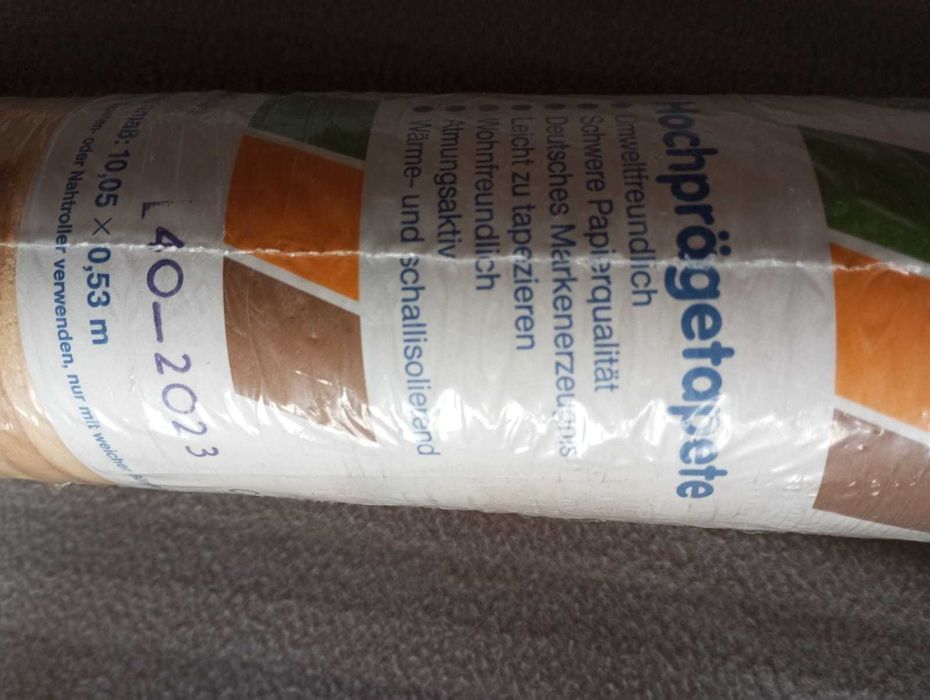 Hochprägetapete
• Umweltfreundlich
• Schwere Papierqualität
• Deutsches Markenerzeugnis
• Leicht zu tapezieren
• Wohnfreundlich
• Atmungsaktiv
• Wärme- und schallisolierend
L 40-2023
10,05 × 0,53 m
oder Nahtroller verwenden, nur mit weicher